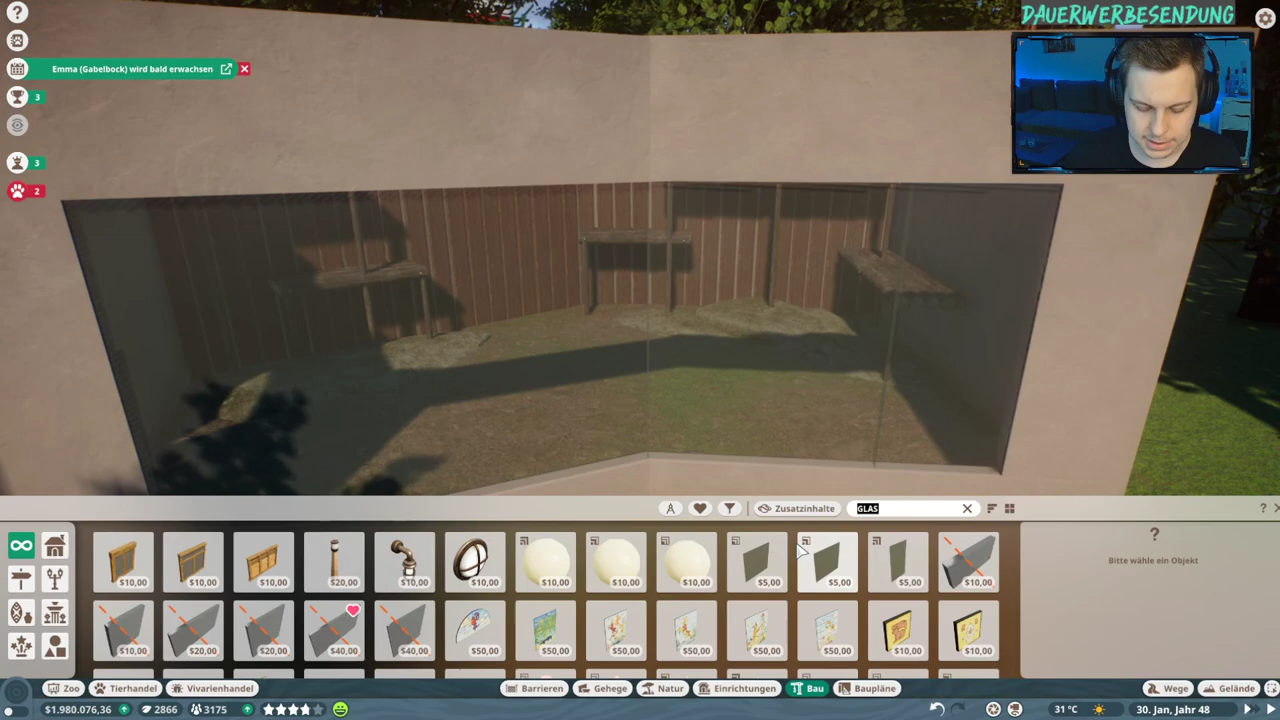 DAUERWERBESENDUNG
Emma (Gabelbock) wird bald erwachsen
3
3
2
Zusatzinhalte
GLAS
?
Bitte wähle ein Objekt
$10,00 $10,00 $10,00 $20,00 $10,00 $10,00 $10,00 $10,00 $10,00 $5,00 $5,00 $5,00 $10,00
$10,00 $20,00 $20,00 $40,00 $40,00 $50,00 $50,00 $50,00 $50,00 $50,00 $50,00 $10,00 $10,00
Zoo Tierhandel Vivarienhandel Barrieren Gehege Natur Einrichtungen Bau Baupläne Wege Gelände
$1.980.076,36 2866 3175 31 °C 30. Jan, Jahr 48